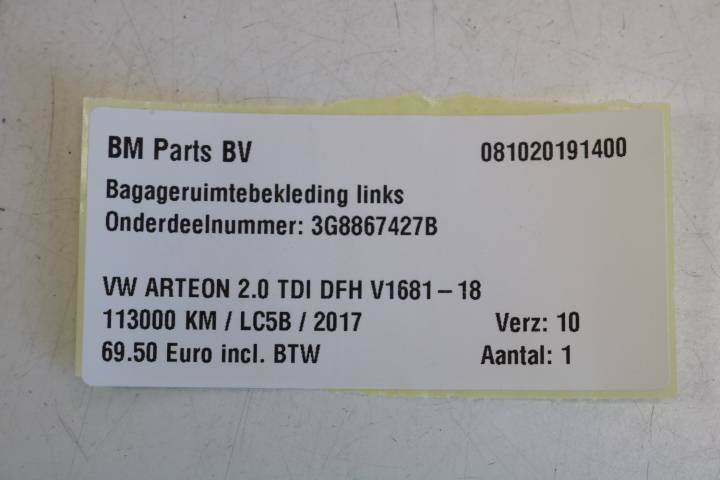 BM Parts BV 081020191400
Bagageruimtebekleding links
Onderdeelnummer: 3G8867427B
VW ARTEON 2.0 TDI DFH V1681-18
113000 KM / LC5B / 2017 Verz: 10
69.50 Euro incl. BTW Aantal: 1